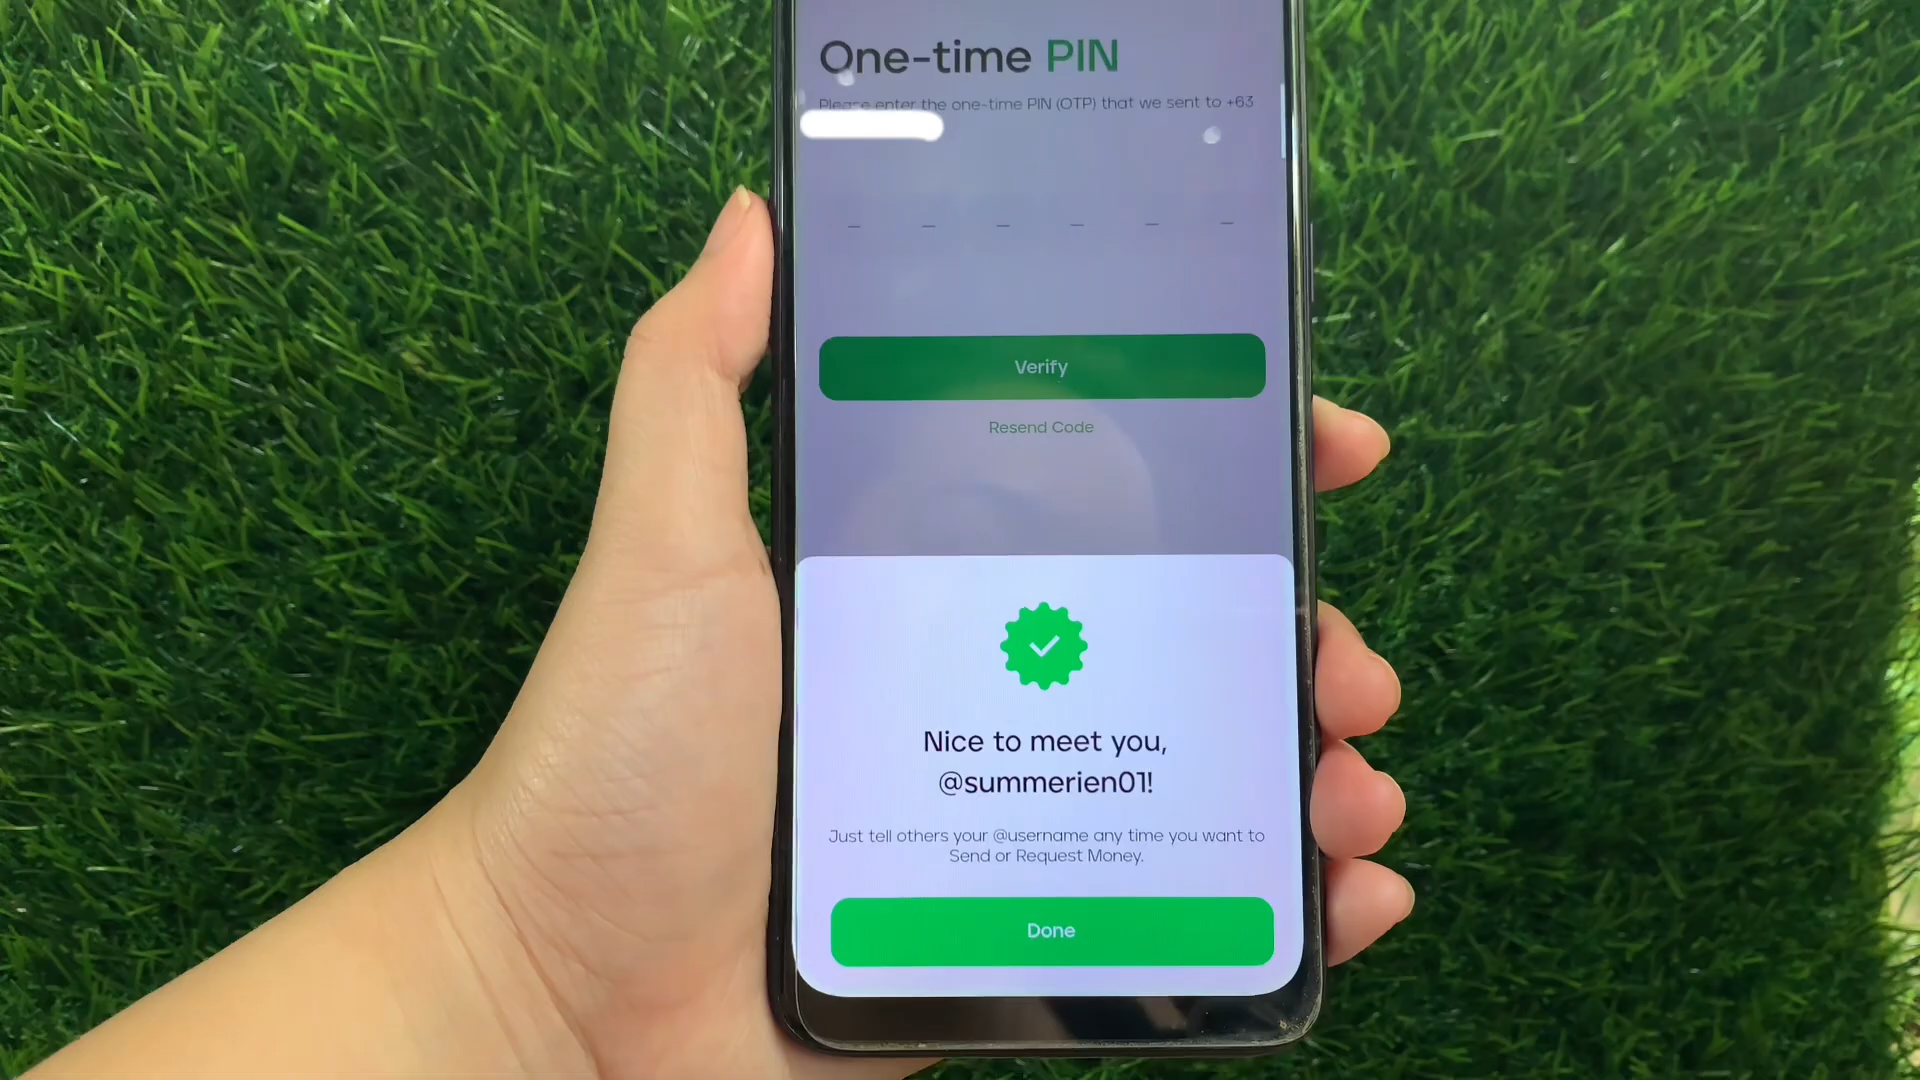 One-time PIN
Please enter the one-time PIN (OTP) that we sent to +63
Verify
Resend Code
Nice to meet you,
@summerien01!
Just tell others your @username any time you want to
Send or Request Money.
Done